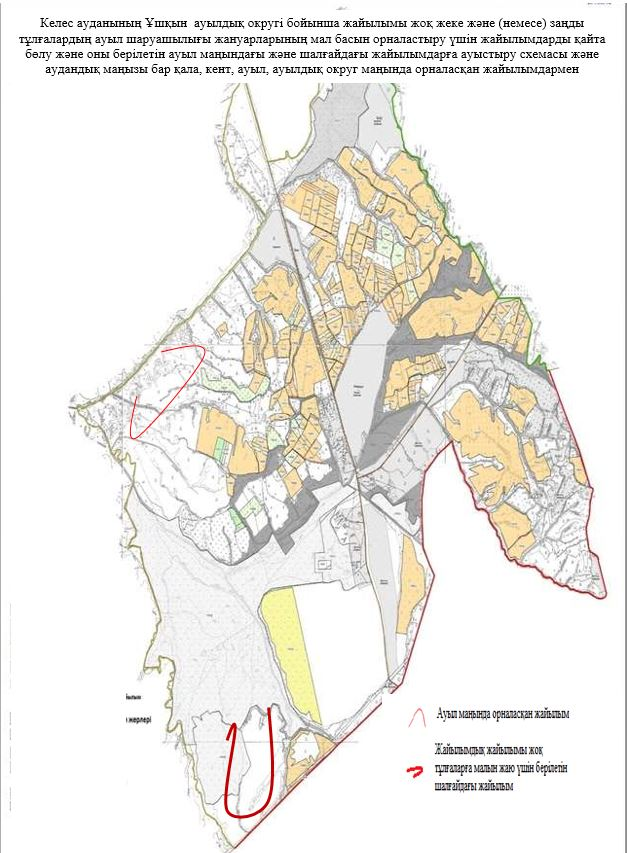 Келес ауданының Ұшқын ауылдық округі бойынша жайылымы жоқ жеке және (немесе) заңды
тұлғалардың ауыл шаруашылығы жануарларының мал басын орналастыру үшін жайылымдарды қайта
бөлу және оны берілетін ауыл маңындағы және шалғайдағы жайылымдарға ауыстыру схемасы және
аудандық маңызы бар қала, кент, ауыл, ауылдық округ маңында орналасқан жайылымдармен
жерлері
Ауыл маңында орналасқан жайылым
Жайылымдық жайылымы жоқ
тұлғаларға малын жаю үшін берілетін
шалғайдағы жайылым